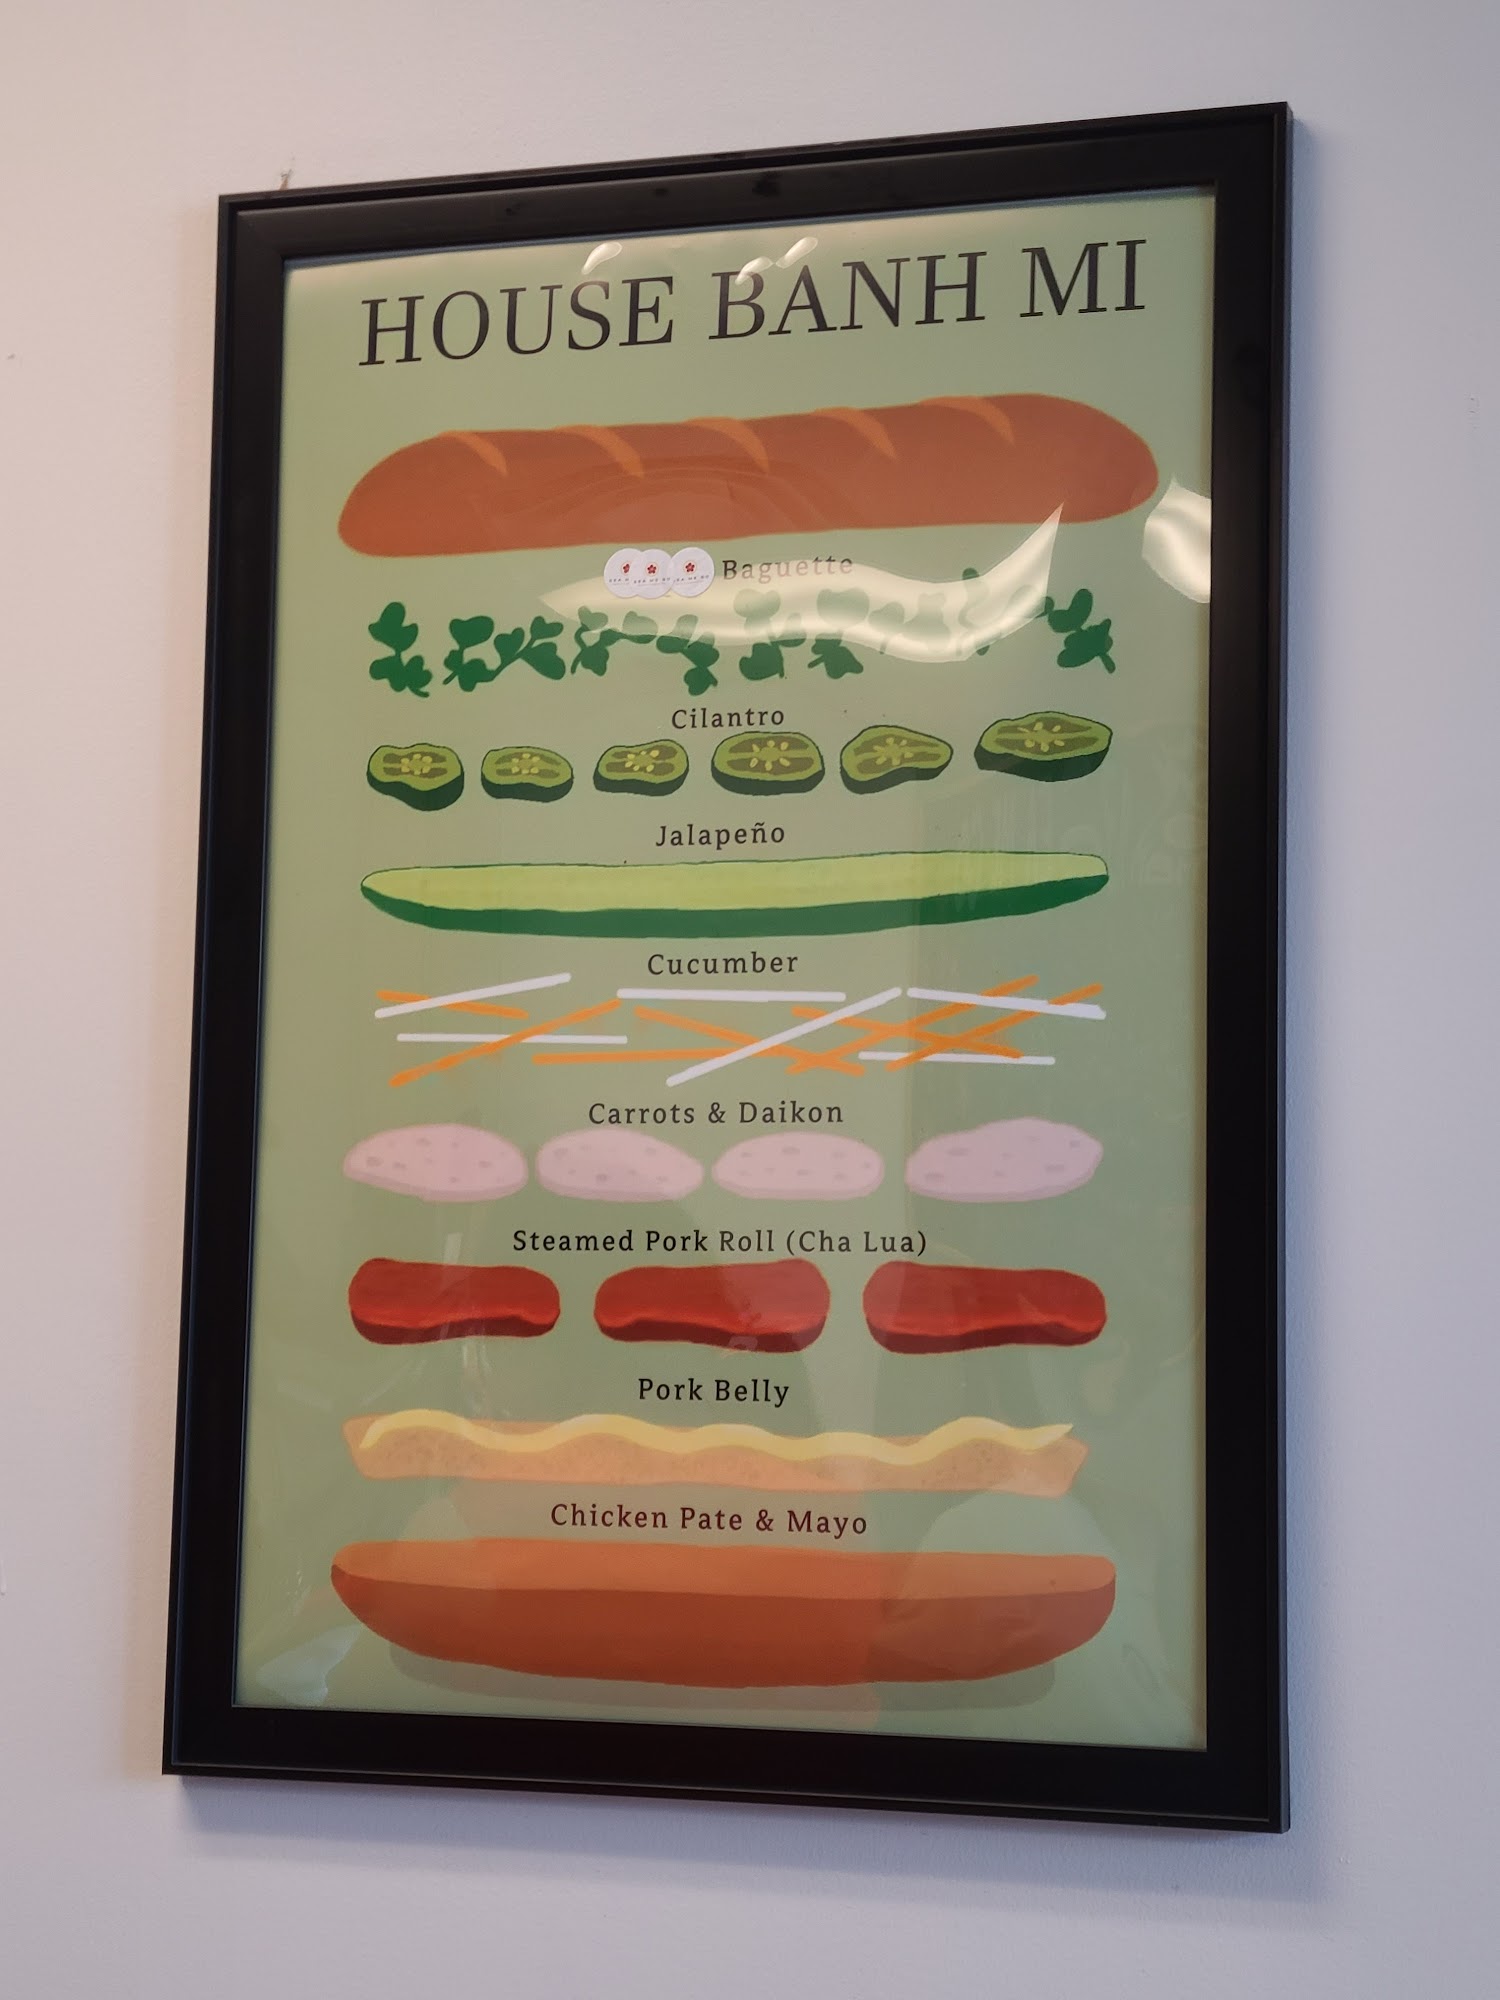 HOUSE BANH MI
Baguette
Cilantro
Jalapeño
Cucumber
Carrots & Daikon
Steamed Pork Roll (Cha Lua)
Pork Belly
Chicken Pate & Mayo